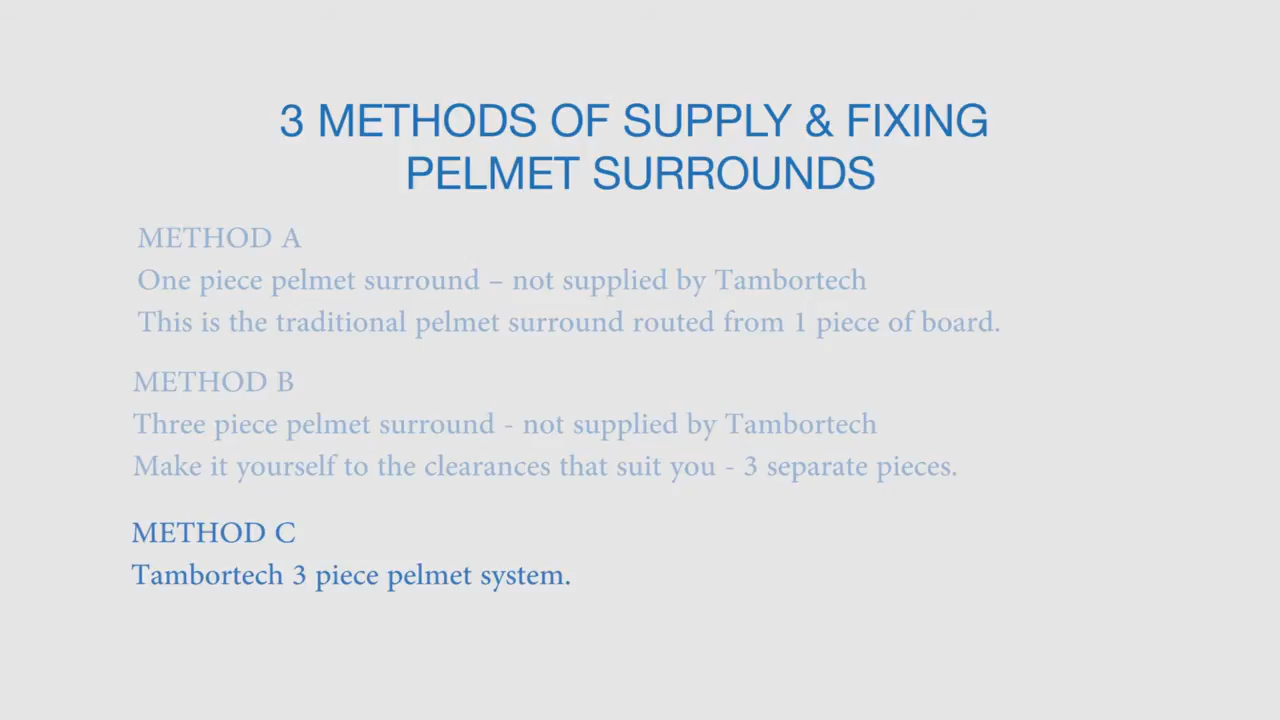 3 METHODS OF SUPPLY & FIXING
PELMET SURROUNDS
METHOD A
One piece pelmet surround – not supplied by Tambortech
This is the traditional pelmet surround routed from 1 piece of board.
METHOD B
Three piece pelmet surround - not supplied by Tambortech
Make it yourself to the clearances that suit you - 3 separate pieces.
METHOD C
Tambortech 3 piece pelmet system.